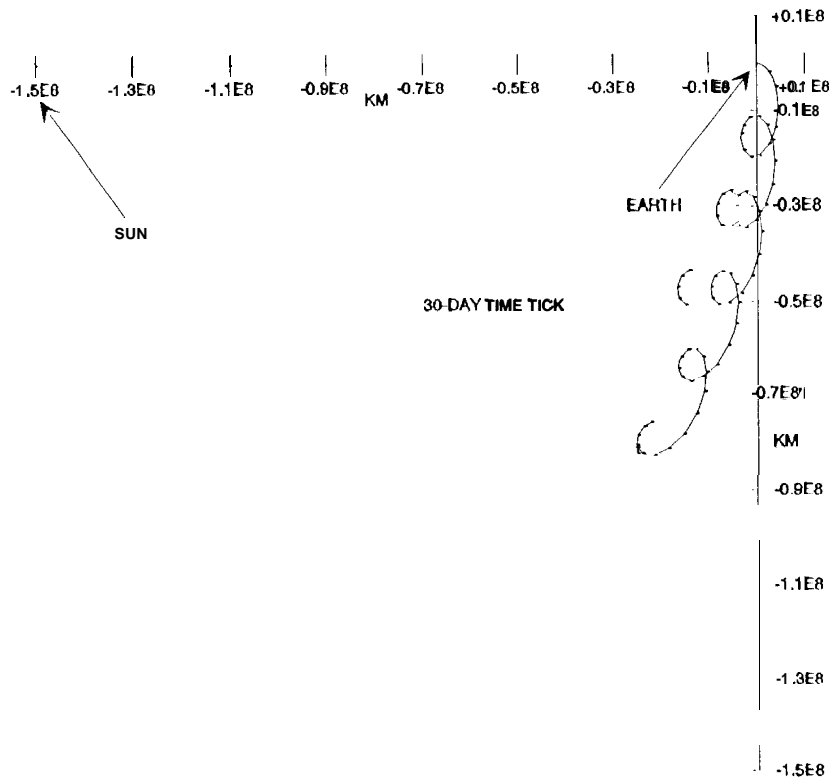 +0.1E8
-1.5E8 -1.3E8 -1.1E8 -0.9E8 -0.7E8 -0.5E8 -0.3E8 -0.1E8 +0.1E8
KM
-0.1E8
EARTH
-0.3E8
SUN
30-DAY TIME TICK
-0.5E8
-0.7E8
KM
-0.9E8
-1.1E8
-1.3E8
-1.5E8